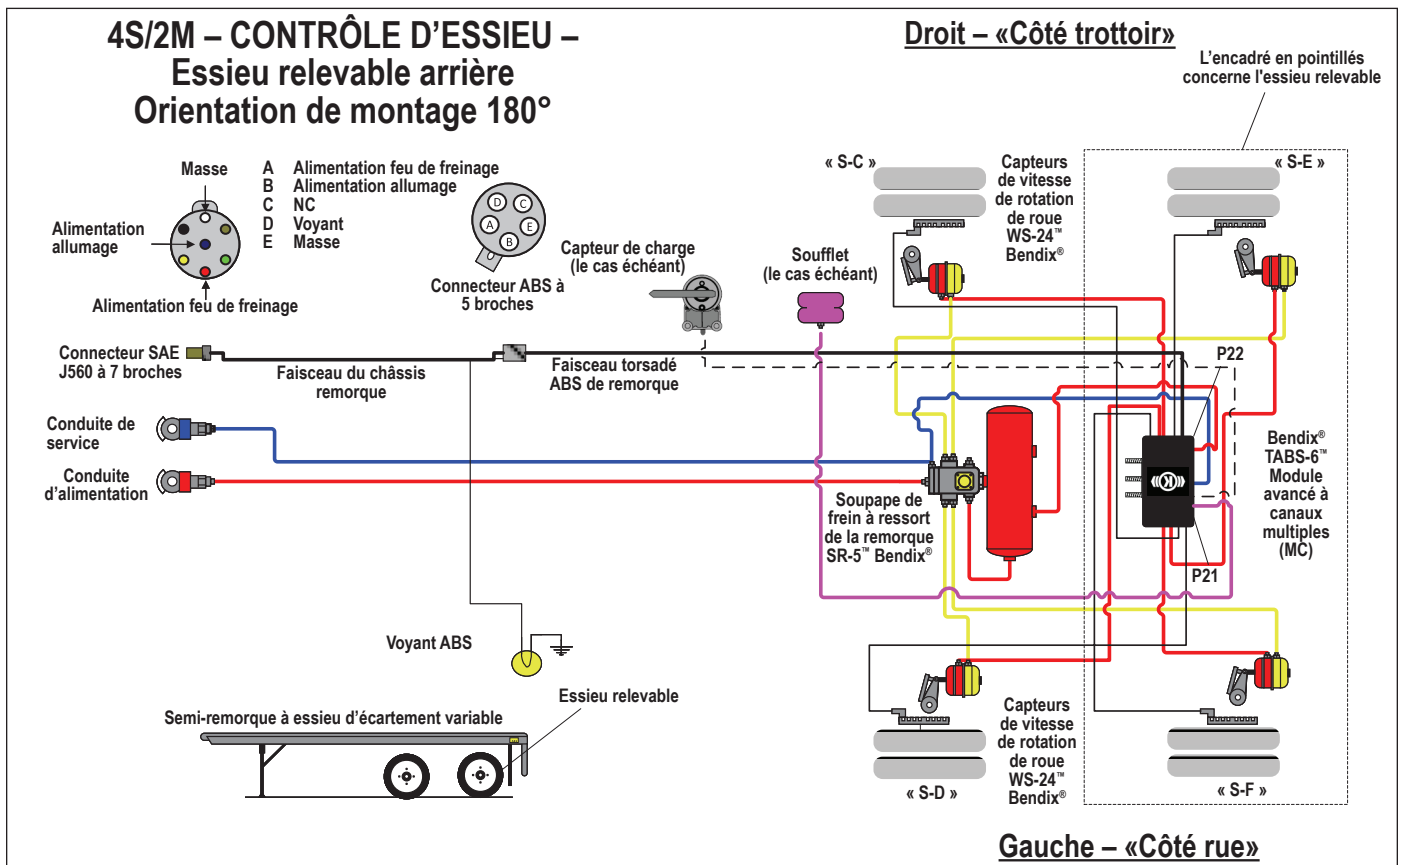 4S/2M – CONTRÔLE D’ESSIEU –
Essieu relevable arrière
Orientation de montage 180°
Droit – «Côté trottoir»
L’encadré en pointillés
concerne l'essieu relevable
Masse
Alimentation
allumage
Alimentation feu de freinage
A Alimentation feu de freinage
B Alimentation allumage
C NC
D Voyant
E Masse
D
C
A
E
B
Connecteur ABS à
5 broches
Capteur de charge
(le cas échéant)
Soufflet
(le cas échéant)
« S-C »
Capteurs
de vitesse
de rotation
de roue
WS-24™
Bendix®
« S-E »
Connecteur SAE
J560 à 7 broches
Faisceau du châssis
remorque
Faisceau torsadé
ABS de remorque
P22
Conduite de
service
Conduite
d’alimentation
Soupape de
frein à ressort
de la remorque
SR-5™ Bendix®
Bendix®
TABS-6™
Module
avancé à
canaux
multiples
(MC)
P21
Voyant ABS
Essieu relevable
Semi-remorque à essieu d’écartement variable
Capteurs
de vitesse
de rotation
de roue
WS-24™
Bendix®
« S-D »
« S-F »
Gauche – «Côté rue»